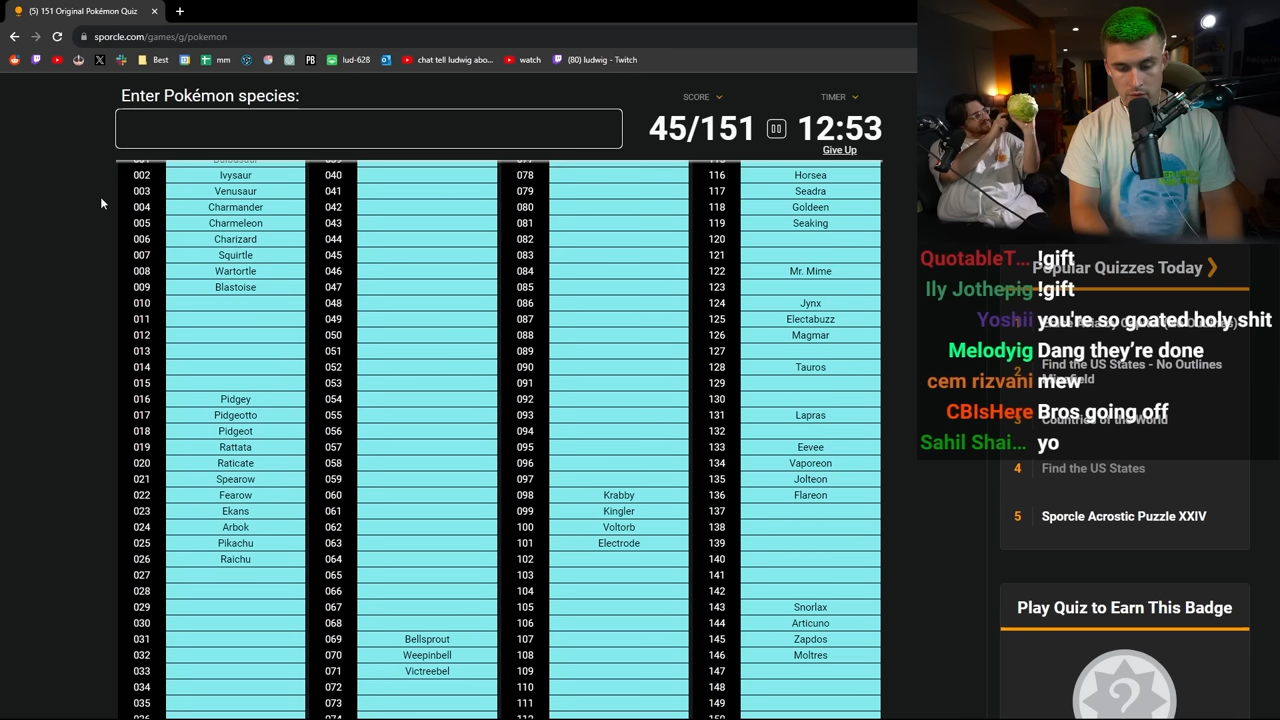 (5) 151 Original Pokémon Quiz
sporcle.com/games/g/pokemon
Best
mm
PB
lud-628
chat tell ludwig abo...
watch
(80) ludwig - Twitch
Enter Pokémon species:
SCORE
TIMER
45/151
12:53
Give Up
002 Ivysaur 040 078 116 Horsea
003 Venusaur 041 079 117 Seadra
004 Charmander 042 080 118 Goldeen
005 Charmeleon 043 081 119 Seaking
006 Charizard 044 082 120
007 Squirtle 045 083 121
008 Wartortle 046 084 122 Mr. Mime
009 Blastoise 047 085 123
010 048 086 124 Jynx
011 049 087 125 Electabuzz
012 050 088 126 Magmar
013 051 089 127
014 052 090 128 Tauros
015 053 091 129
016 Pidgey 054 092 130
017 Pidgeotto 055 093 131 Lapras
018 Pidgeot 056 094 132
019 Rattata 057 095 133 Eevee
020 Raticate 058 096 134 Vaporeon
021 Spearow 059 097 135 Jolteon
022 Fearow 060 098 Krabby 136 Flareon
023 Ekans 061 099 Kingler 137
024 Arbok 062 100 Voltorb 138
025 Pikachu 063 101 Electrode 139
026 Raichu 064 102 140
027 065 103 141
028 066 104 142
029 067 105 143 Snorlax
030 068 106 144 Articuno
031 069 Bellsprout 107 145 Zapdos
032 070 Weepinbell 108 146 Moltres
033 071 Victreebel 109 147
034 072 110 148
035 073 111 149
QuotableT... !gift
Ily Jothepig !gift
Yoshii you're so goated holy shit
Melodyig Dang they're done
cem rizvani mew
CBIsHere Bros going off
Sahil Shai... yo
Popular Quizzes Today
2 Find the US States - No Outlines
Minefield
Countries of the World
4 Find the US States
5 Sporcle Acrostic Puzzle XXIV
Play Quiz to Earn This Badge
?